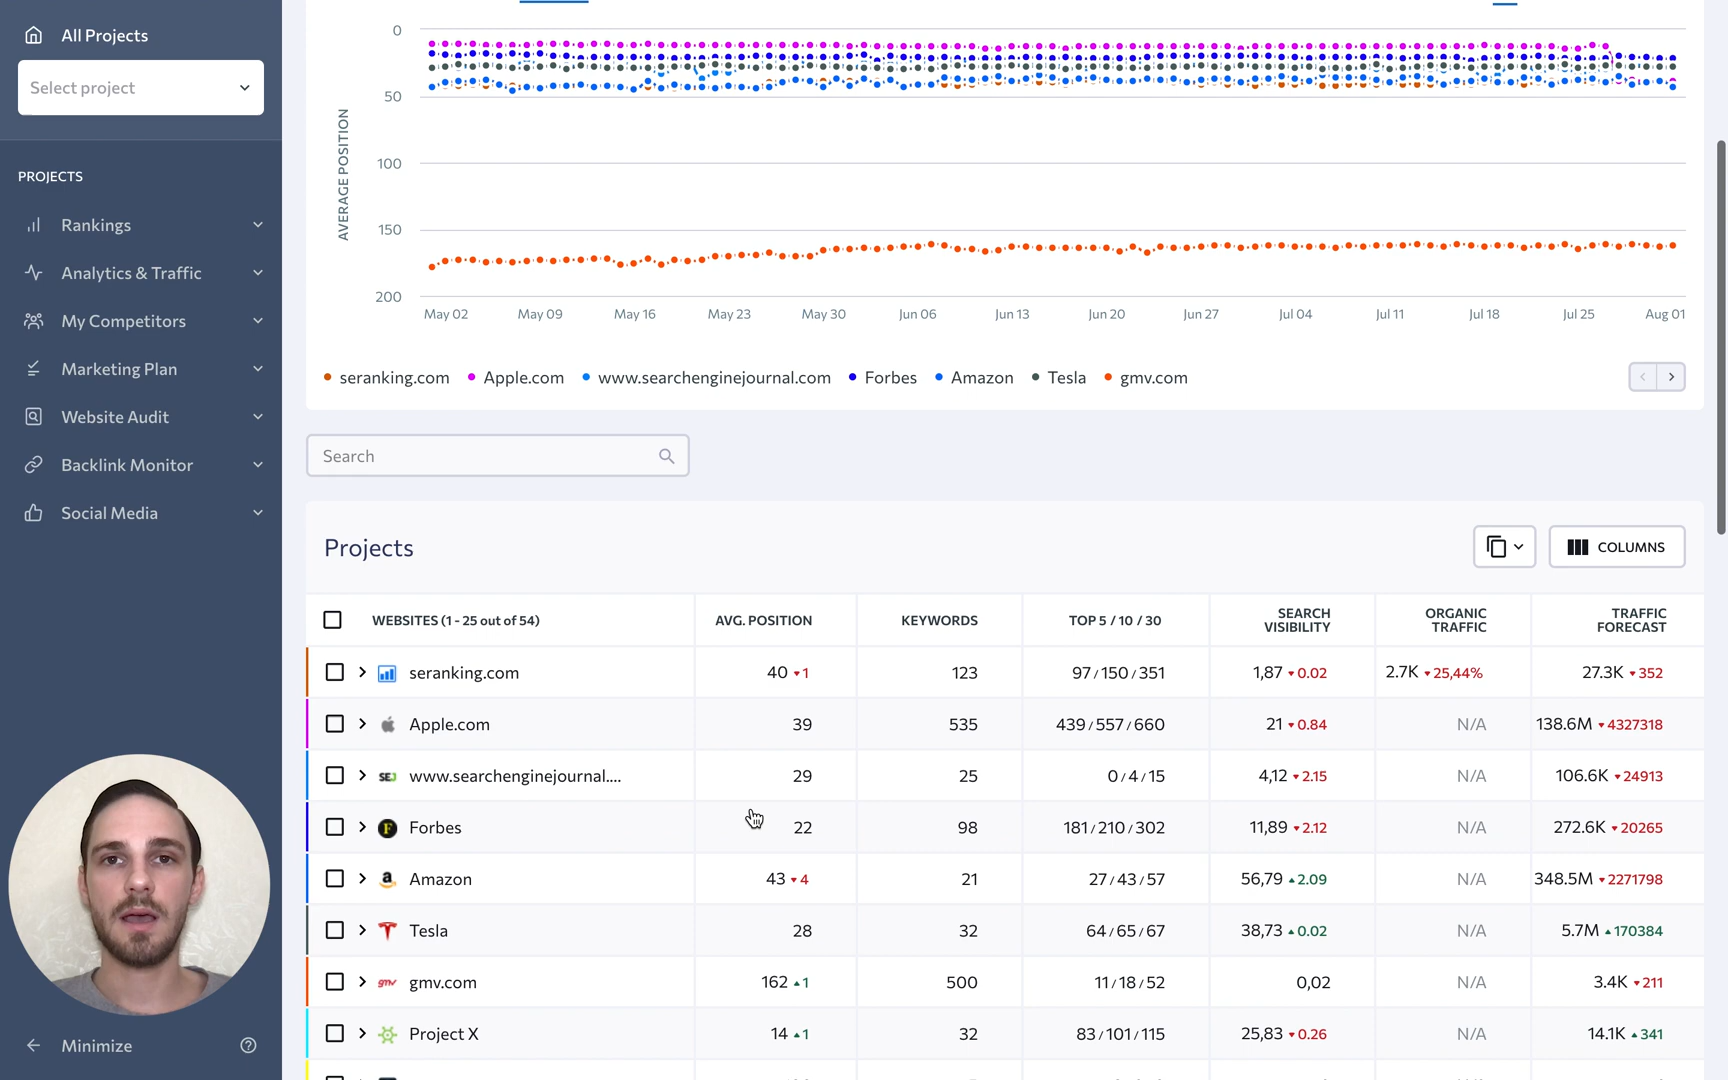 All Projects
Select project
PROJECTS
Rankings
Analytics & Traffic
My Competitors
Marketing Plan
Website Audit
Backlink Monitor
Social Media
Minimize
AVERAGE POSITION
0
50
100
150
200
May 02 May 09 May 16 May 23 May 30 Jun 06 Jun 13 Jun 20 Jun 27 Jul 04 Jul 11 Jul 18 Jul 25 Aug 01
seranking.com Apple.com www.searchenginejournal.com Forbes Amazon Tesla gmv.com
Search
Projects
COLUMNS
WEBSITES (1 - 25 out of 54) AVG. POSITION KEYWORDS TOP 5 / 10 / 30 SEARCH VISIBILITY ORGANIC TRAFFIC TRAFFIC FORECAST
seranking.com 40 ▾1 123 97/150/351 1,87 ▾0.02 2.7K ▾25,44% 27.3K ▾352
Apple.com 39 535 439/557/660 21 ▾0.84 N/A 138.6M ▾4327318
SEJ www.searchenginejournal.... 29 25 0/4/15 4,12 ▾2.15 N/A 106.6K ▾24913
F Forbes 22 98 181/210/302 11,89 ▾2.12 N/A 272.6K ▾20265
a Amazon 43 ▾4 21 27/43/57 56,79 ▴2.09 N/A 348.5M ▾2271798
Tesla 28 32 64/65/67 38,73 ▴0.02 N/A 5.7M ▴170384
gmv gmv.com 162 ▴1 500 11/18/52 0,02 N/A 3.4K ▾211
Project X 14 ▴1 32 83/101/115 25,83 ▾0.26 N/A 14.1K ▴341